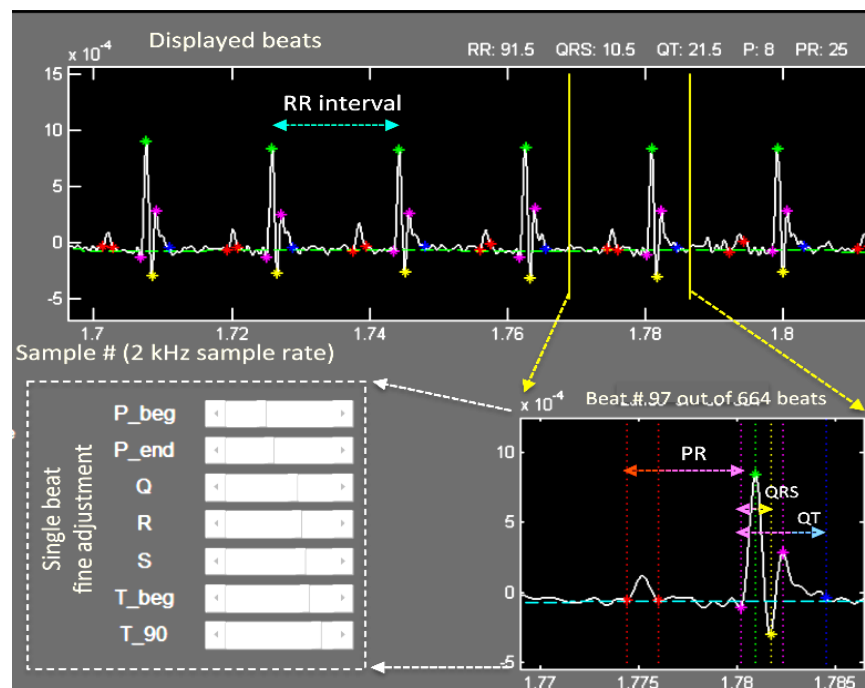 Displayed beats
RR: 91.5 QRS: 10.5 QT: 21.5 P: 8 PR: 25
x 10⁻⁴
15
10
5
0
-5
RR interval
1.7 1.72 1.74 1.76 1.78 1.8
Sample # (2 kHz sample rate)
Single beat
fine adjustment
P_beg
P_end
Q
R
S
T_beg
T_90
Beat #.97 out of 664 beats
x 10⁻⁴
10
5
0
-5
PR
QRS
QT
1.77 1.775 1.78 1.785